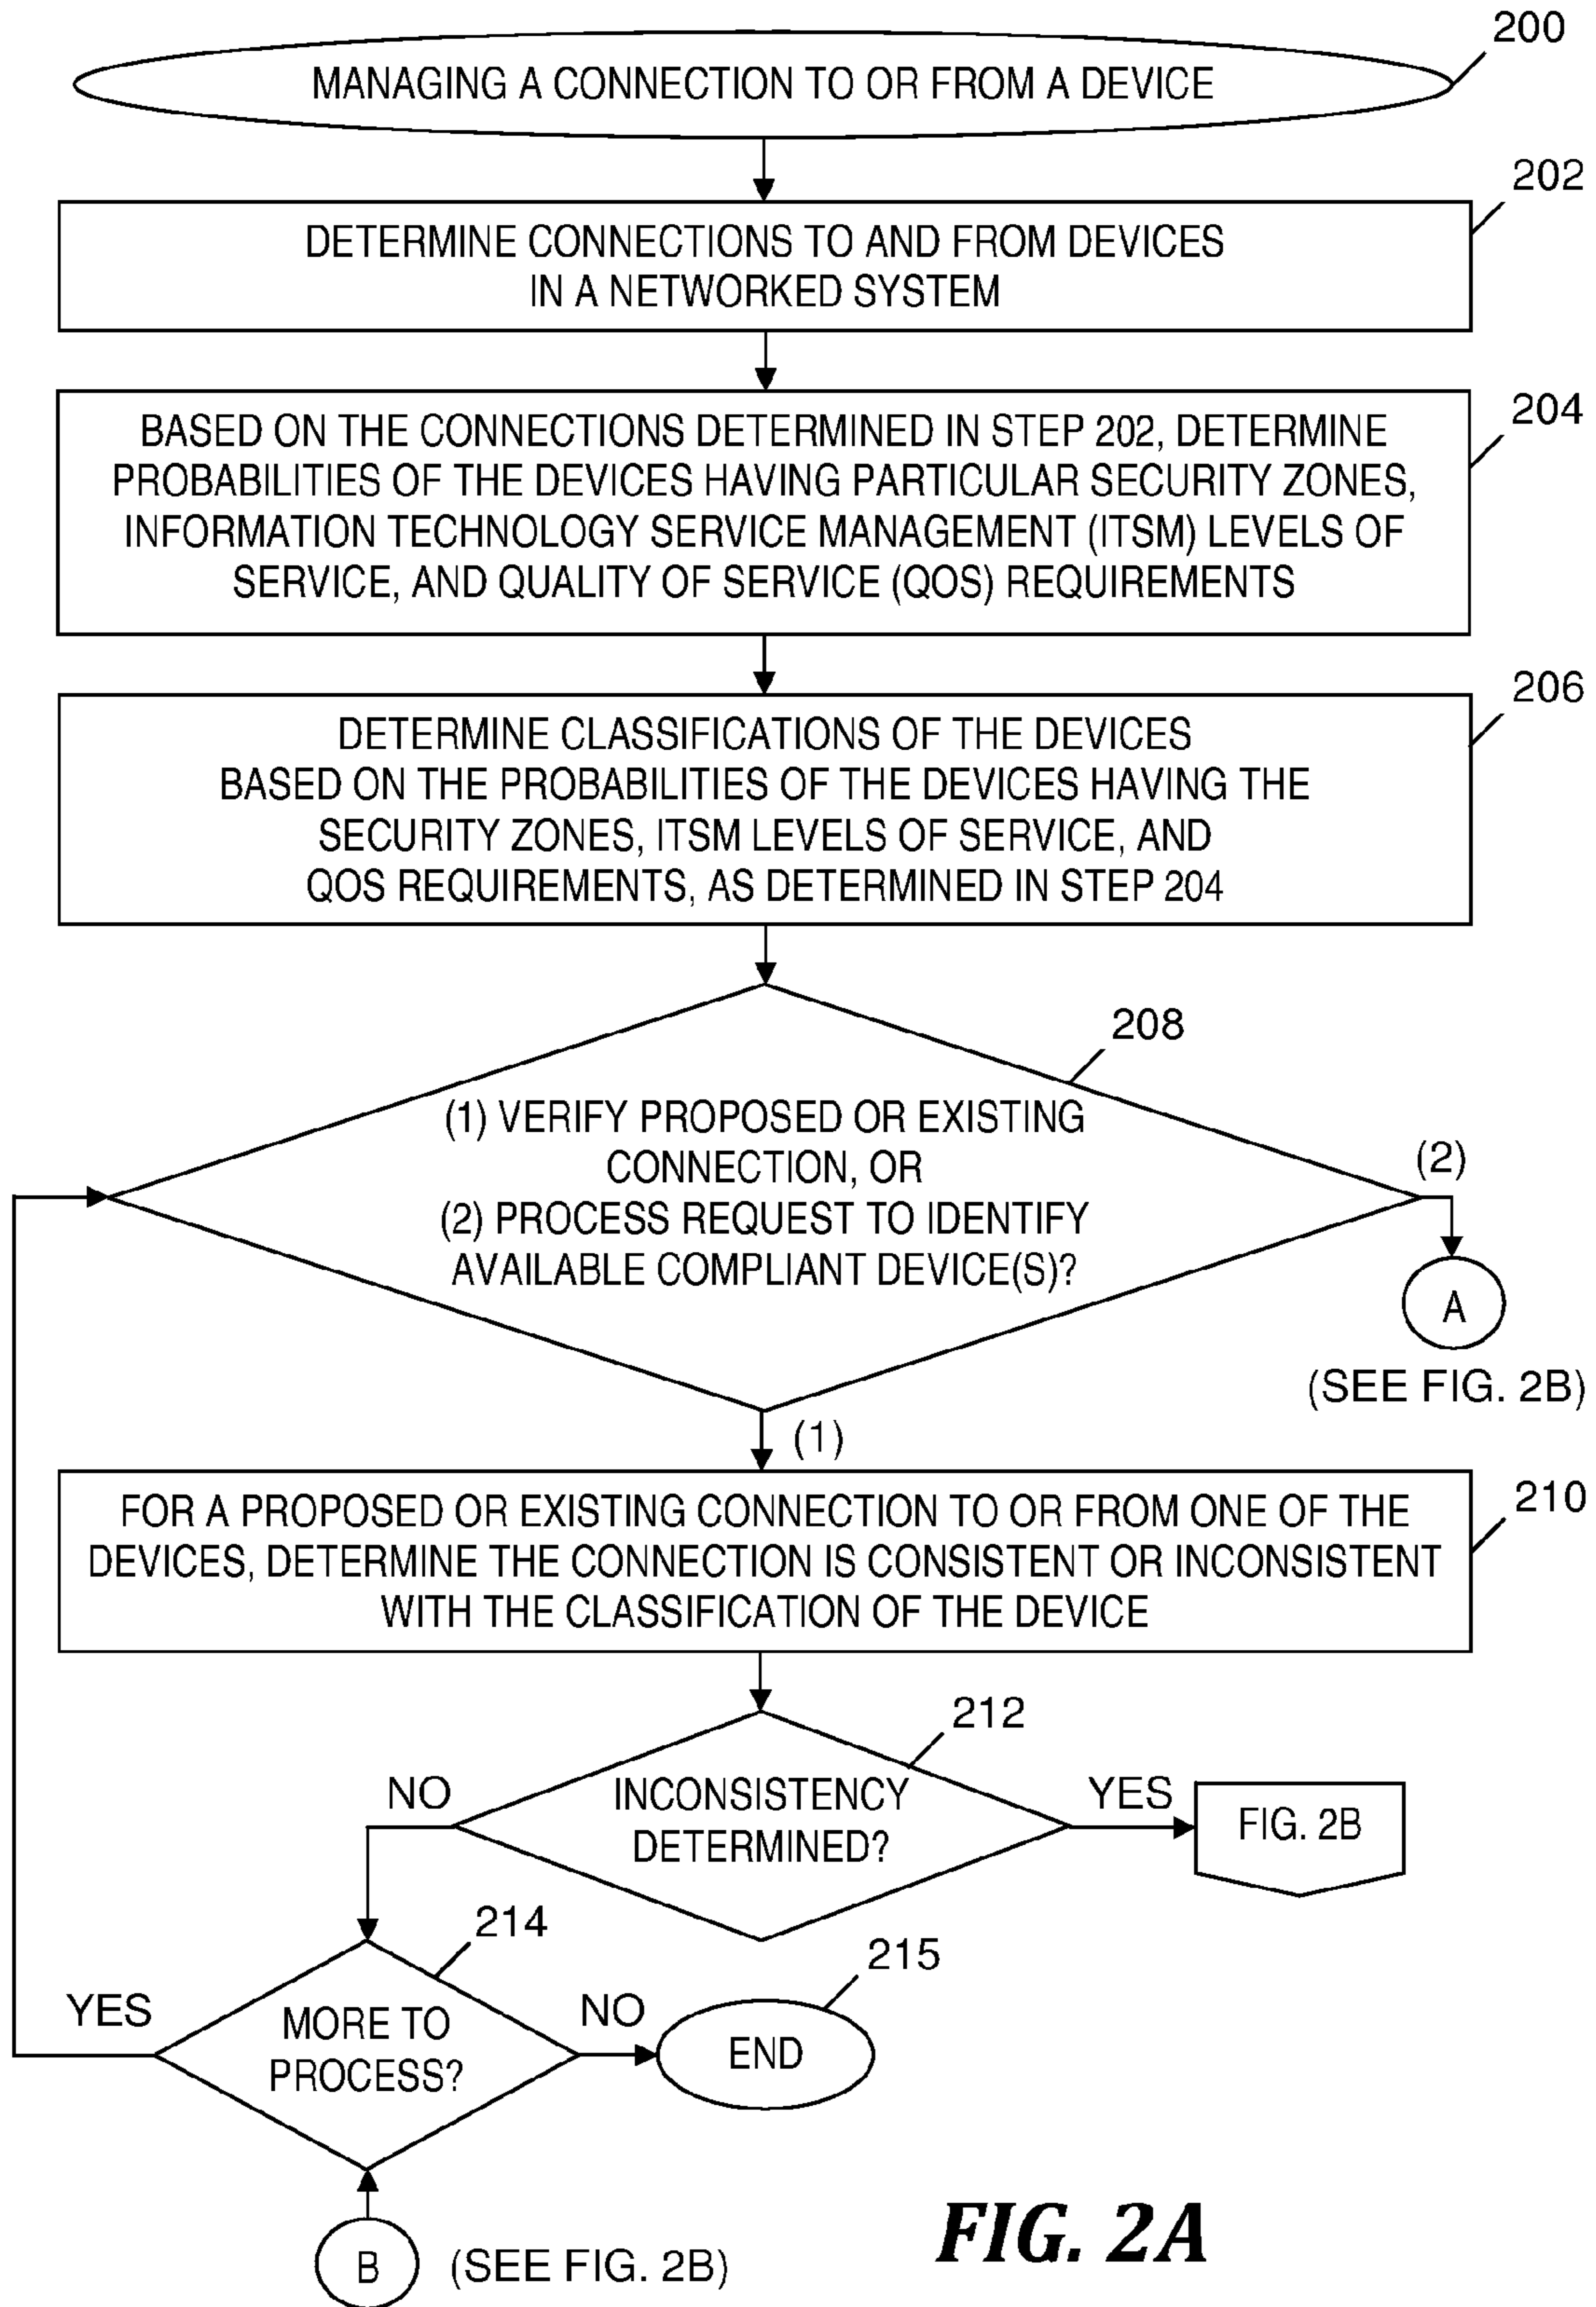 200
MANAGING A CONNECTION TO OR FROM A DEVICE
202
DETERMINE CONNECTIONS TO AND FROM DEVICES
IN A NETWORKED SYSTEM
204
BASED ON THE CONNECTIONS DETERMINED IN STEP 202, DETERMINE
PROBABILITIES OF THE DEVICES HAVING PARTICULAR SECURITY ZONES,
INFORMATION TECHNOLOGY SERVICE MANAGEMENT (ITSM) LEVELS OF
SERVICE, AND QUALITY OF SERVICE (QOS) REQUIREMENTS
206
DETERMINE CLASSIFICATIONS OF THE DEVICES
BASED ON THE PROBABILITIES OF THE DEVICES HAVING THE
SECURITY ZONES, ITSM LEVELS OF SERVICE, AND
QOS REQUIREMENTS, AS DETERMINED IN STEP 204
208
(1) VERIFY PROPOSED OR EXISTING
CONNECTION, OR
(2) PROCESS REQUEST TO IDENTIFY
AVAILABLE COMPLIANT DEVICE(S)?
(2)
A
(SEE FIG. 2B)
(1)
210
FOR A PROPOSED OR EXISTING CONNECTION TO OR FROM ONE OF THE
DEVICES, DETERMINE THE CONNECTION IS CONSISTENT OR INCONSISTENT
WITH THE CLASSIFICATION OF THE DEVICE
212
INCONSISTENCY
DETERMINED?
NO
YES
FIG. 2B
214
MORE TO
PROCESS?
YES
NO
215
END
B
(SEE FIG. 2B)
FIG. 2A